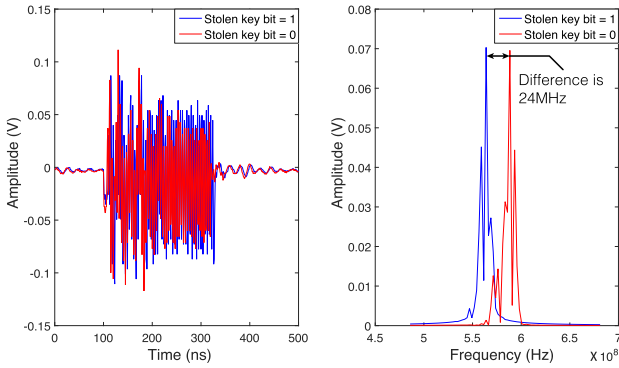 Stolen key bit = 1
Stolen key bit = 0
0.15
0.1
0.05
0
-0.05
-0.1
-0.15
Amplitude (V)
0 100 200 300 400 500
Time (ns)
Stolen key bit = 1
Stolen key bit = 0
Difference is
24MHz
0.08
0.07
0.06
0.05
0.04
0.03
0.02
0.01
0
Amplitude (V)
4.5 5 5.5 6 6.5 7
Frequency (Hz) X 10^8